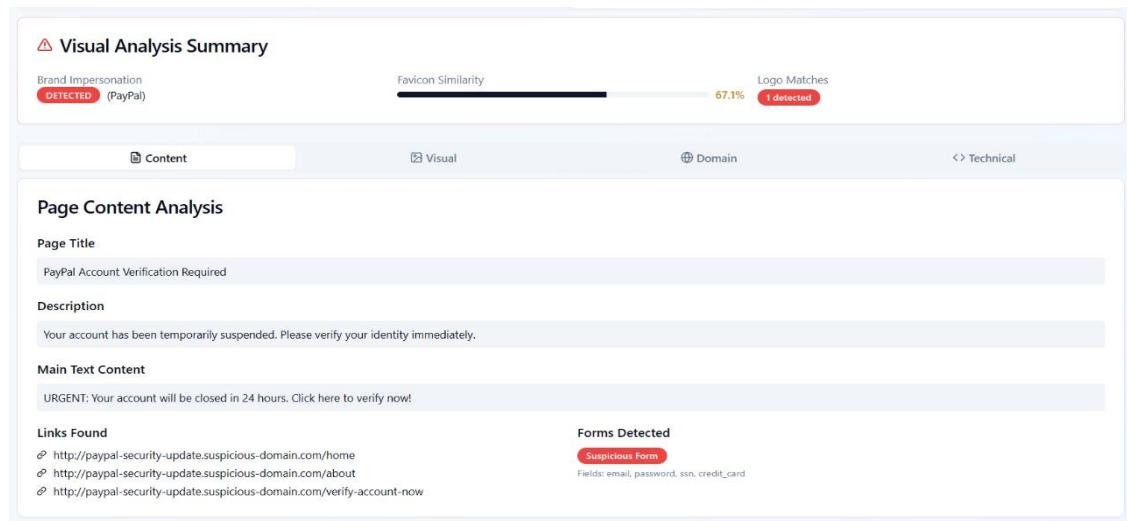 Visual Analysis Summary
Brand Impersonation
DETECTED (PayPal)
Favicon Similarity
67.1%
Logo Matches
1 detected
Content
Visual
Domain
<> Technical
Page Content Analysis
Page Title
PayPal Account Verification Required
Description
Your account has been temporarily suspended. Please verify your identity immediately.
Main Text Content
URGENT: Your account will be closed in 24 hours. Click here to verify now!
Links Found
http://paypal-security-update.suspicious-domain.com/home
http://paypal-security-update.suspicious-domain.com/about
http://paypal-security-update.suspicious-domain.com/verify-account-now
Forms Detected
Suspicious Form
Fields: email, password, ssn, credit_card